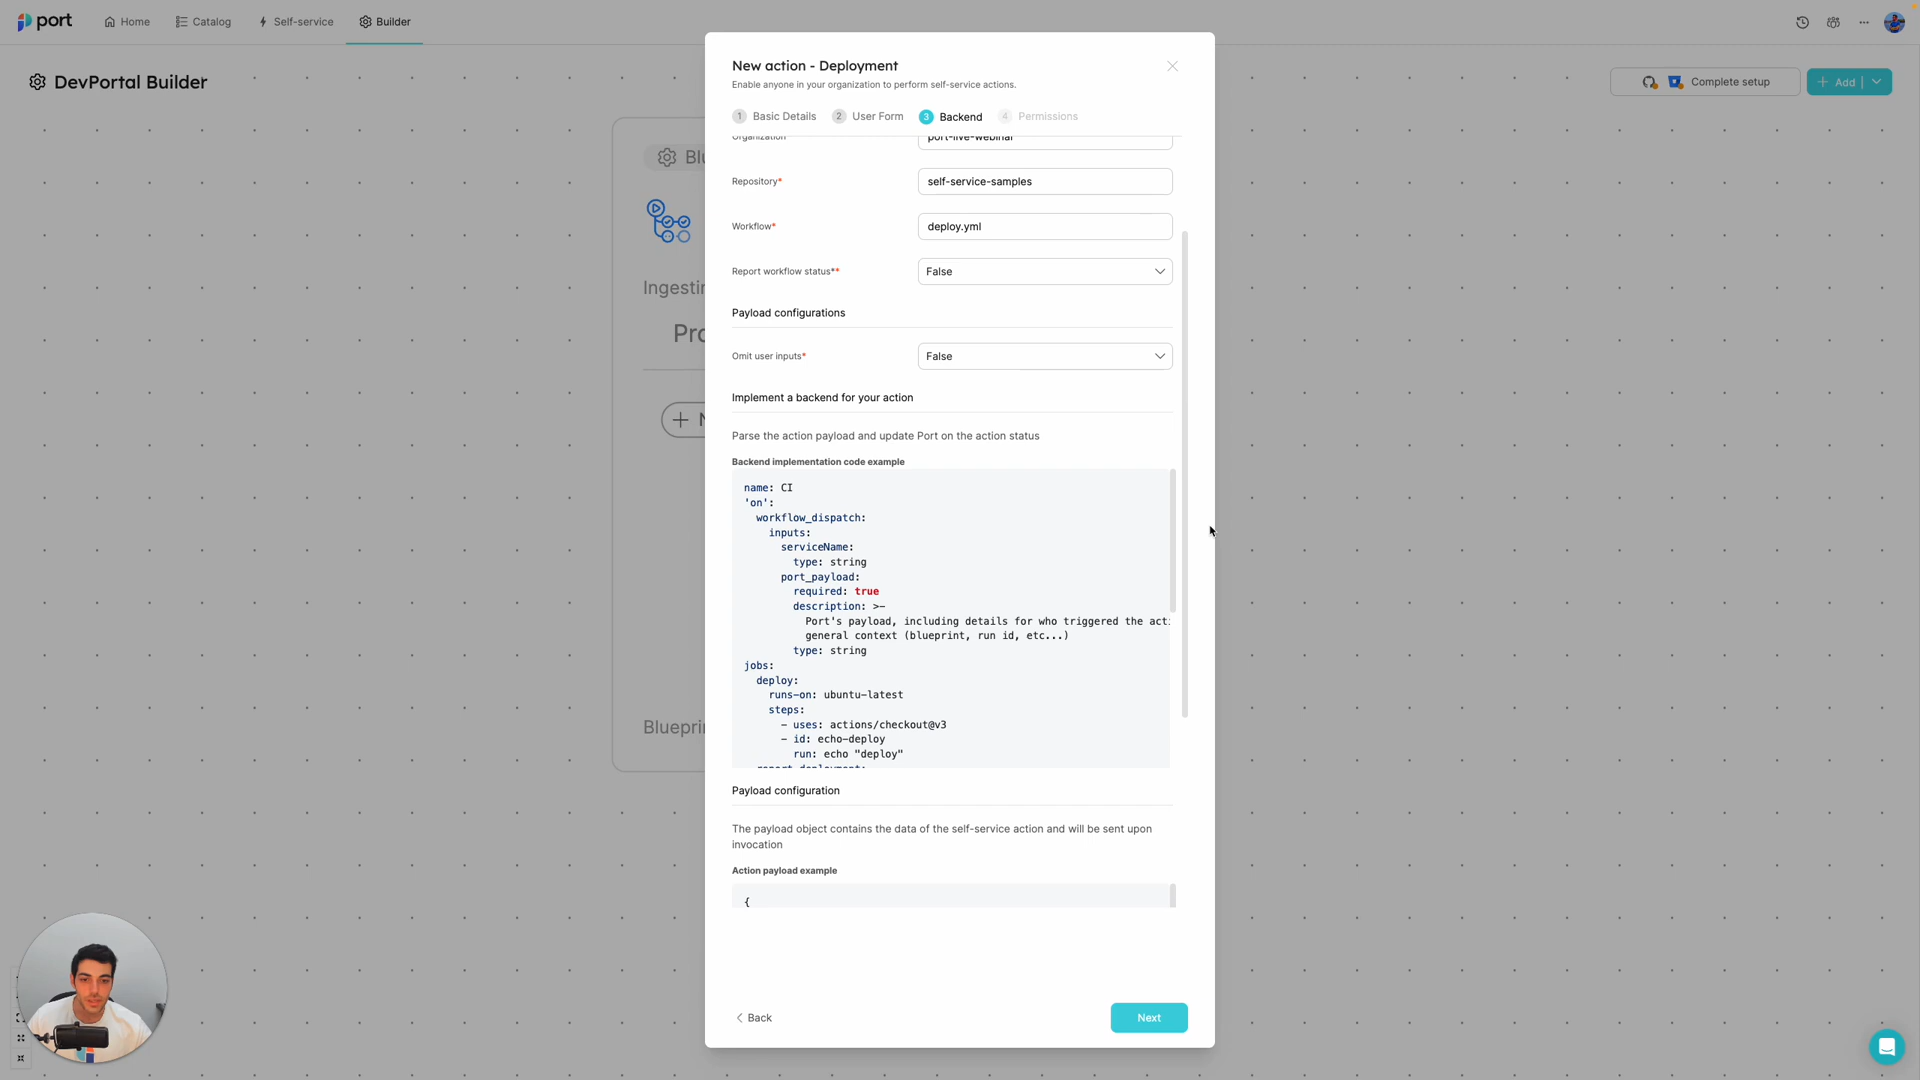 port
Home
Catalog
Self-service
Builder
DevPortal Builder
Complete setup
Add
New action - Deployment
Enable anyone in your organization to perform self-service actions.
1 Basic Details
2 User Form
3 Backend
4 Permissions
Organization
port-live-webinar
Repository*
self-service-samples
Workflow*
deploy.yml
Report workflow status**
False
Payload configurations
Omit user inputs*
False
Implement a backend for your action
Parse the action payload and update Port on the action status
Backend implementation code example
name: CI
'on':
workflow_dispatch:
inputs:
serviceName:
type: string
port_payload:
required: true
description: >-
Port's payload, including details for who triggered the act
general context (blueprint, run id, etc...)
type: string
jobs:
deploy:
runs-on: ubuntu-latest
steps:
- uses: actions/checkout@v3
- id: echo-deploy
run: echo "deploy"
Payload configuration
The payload object contains the data of the self-service action and will be sent upon
invocation
Action payload example
{
Back
Next
Blu
Ingesti
Pro
N
Blueprin